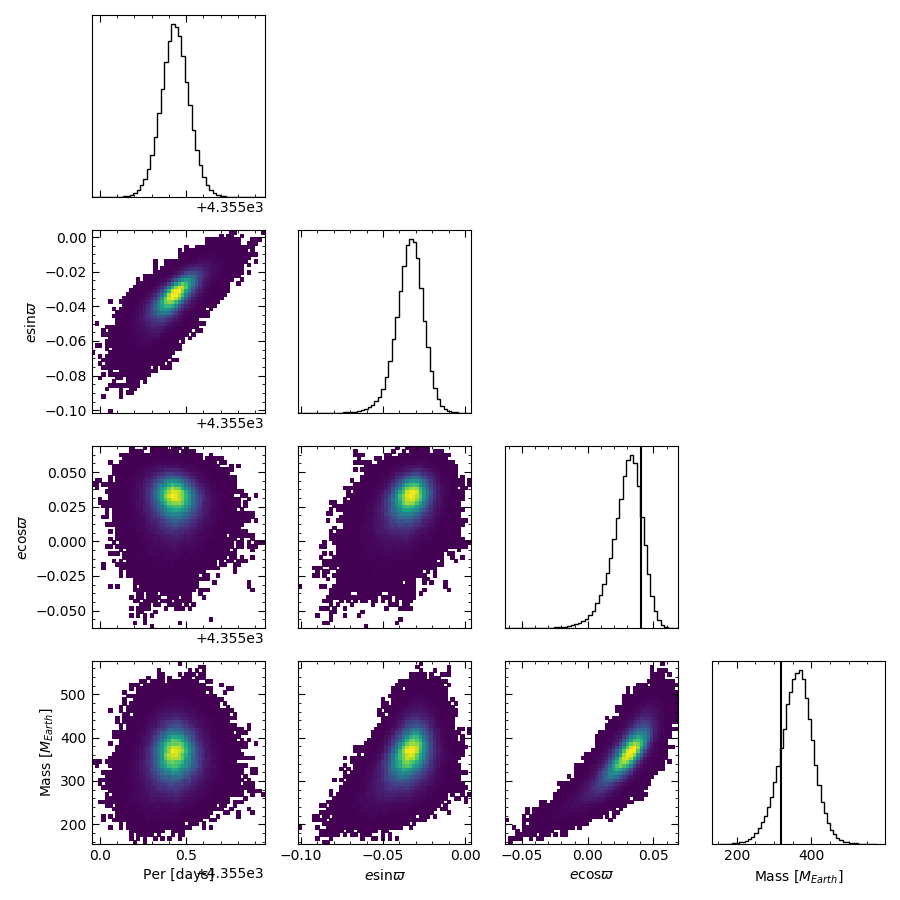 +4.355e3
0.00
−0.02
−0.04
−0.06
−0.08
−0.10
esinϖ
+4.355e3
0.050
0.025
0.000
−0.025
−0.050
ecosϖ
+4.355e3
500
400
300
200
Mass [M_Earth]
0.0 0.5 −0.10 −0.05 0.00 −0.05 0.00 0.05 200 400
Per [days] +4.355e3 esinϖ ecosϖ Mass [M_Earth]